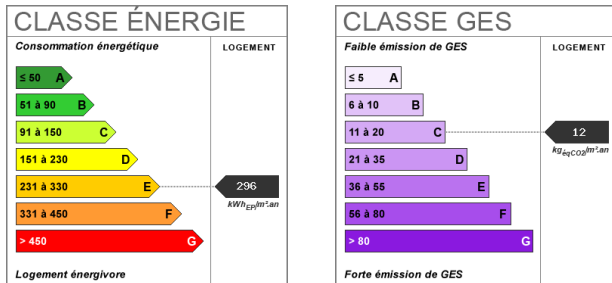 CLASSE ÉNERGIE
Consommation énergétique
LOGEMENT
≤ 50 A
51 à 90 B
91 à 150 C
151 à 230 D
231 à 330 E
296
kWhEP/m².an
331 à 450 F
> 450 G
Logement énergivore
CLASSE GES
Faible émission de GES
LOGEMENT
≤ 5 A
6 à 10 B
11 à 20 C
12
kgéqCO2/m².an
21 à 35 D
36 à 55 E
56 à 80 F
> 80 G
Forte émission de GES